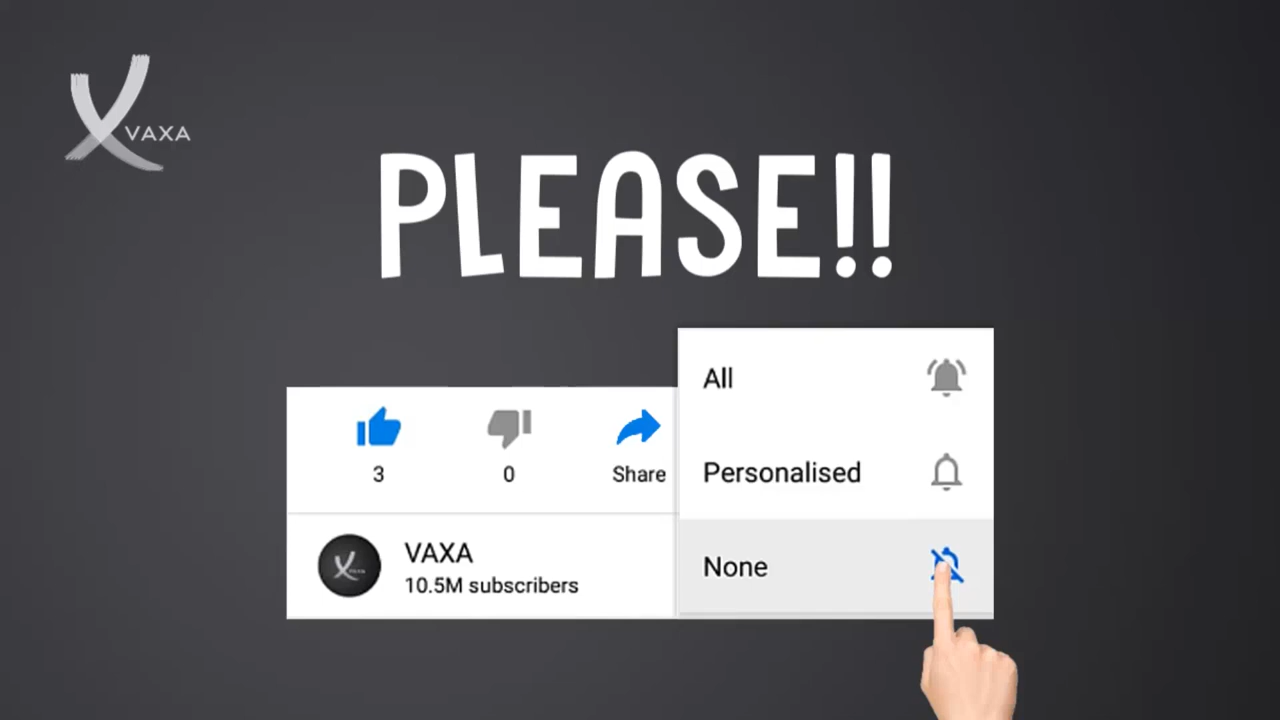 VAXA
PLEASE!!
All
3
0
Share
Personalised
VAXA
10.5M subscribers
None